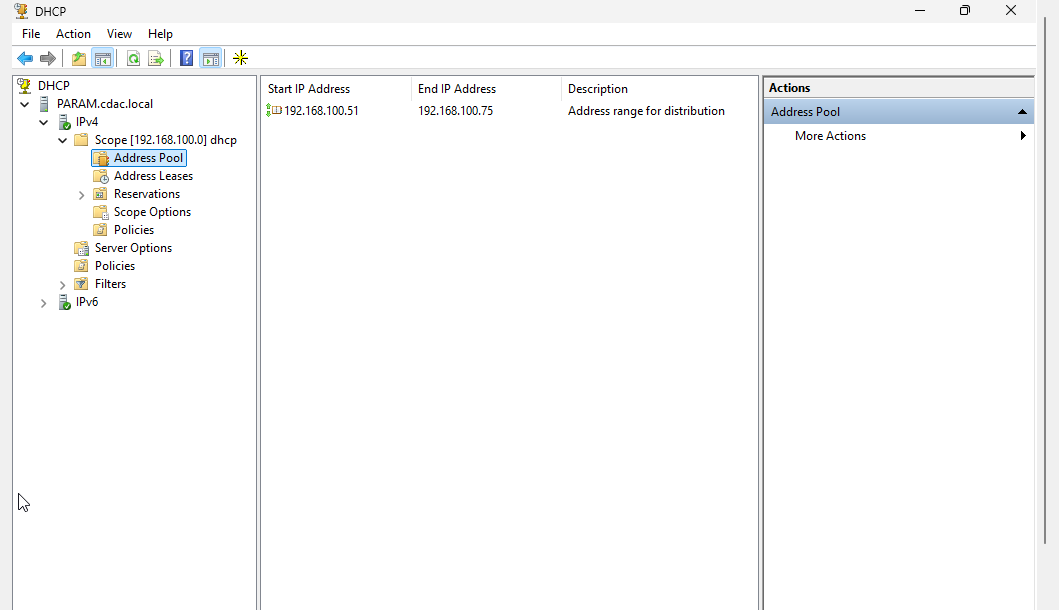 DHCP
File Action View Help
DHCP
PARAM.cdac.local
IPv4
Scope [192.168.100.0] dhcp
Address Pool
Address Leases
Reservations
Scope Options
Policies
Server Options
Policies
Filters
IPv6
Start IP Address End IP Address Description
192.168.100.51 192.168.100.75 Address range for distribution
Actions
Address Pool
More Actions